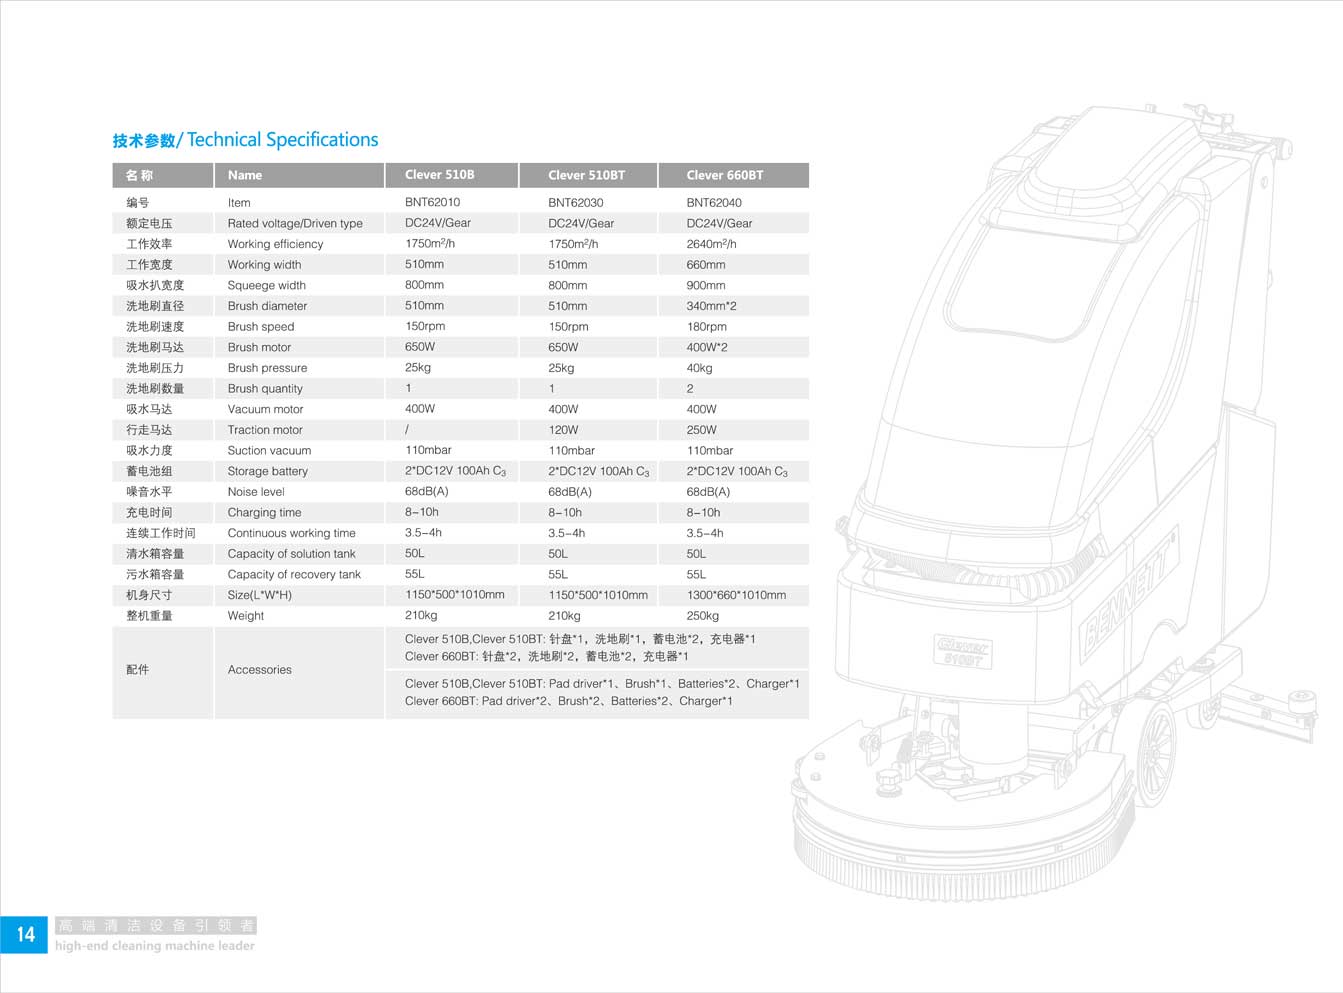 技术参数/ Technical Specifications
名 称 Name Clever 510B Clever 510BT Clever 660BT
编号 Item BNT62010 BNT62030 BNT62040
额定电压 Rated voltage/Driven type DC24V/Gear DC24V/Gear DC24V/Gear
工作效率 Working efficiency 1750m²/h 1750m²/h 2640m²/h
工作宽度 Working width 510mm 510mm 660mm
吸水扒宽度 Squeege width 800mm 800mm 900mm
洗地刷直径 Brush diameter 510mm 510mm 340mm*2
洗地刷速度 Brush speed 150rpm 150rpm 180rpm
洗地刷马达 Brush motor 650W 650W 400W*2
洗地刷压力 Brush pressure 25kg 25kg 40kg
洗地刷数量 Brush quantity 1 1 2
吸水马达 Vacuum motor 400W 400W 400W
行走马达 Traction motor / 120W 250W
吸水力度 Suction vacuum 110mbar 110mbar 110mbar
蓄电池组 Storage battery 2*DC12V 100Ah C₃ 2*DC12V 100Ah C₃ 2*DC12V 100Ah C₃
噪音水平 Noise level 68dB(A) 68dB(A) 68dB(A)
充电时间 Charging time 8–10h 8–10h 8–10h
连续工作时间 Continuous working time 3.5–4h 3.5–4h 3.5–4h
清水箱容量 Capacity of solution tank 50L 50L 50L
污水箱容量 Capacity of recovery tank 55L 55L 55L
机身尺寸 Size(L*W*H) 1150*500*1010mm 1150*500*1010mm 1300*660*1010mm
整机重量 Weight 210kg 210kg 250kg
配件 Accessories
Clever 510B,Clever 510BT: 针盘*1，洗地刷*1，蓄电池*2，充电器*1
Clever 660BT: 针盘*2，洗地刷*2，蓄电池*2，充电器*1
Clever 510B,Clever 510BT: Pad driver*1、Brush*1、Batteries*2、Charger*1
Clever 660BT: Pad driver*2、Brush*2、Batteries*2、Charger*1
BENNETT
Clever
510BT
14
高端清洁设备引领者
high-end cleaning machine leader